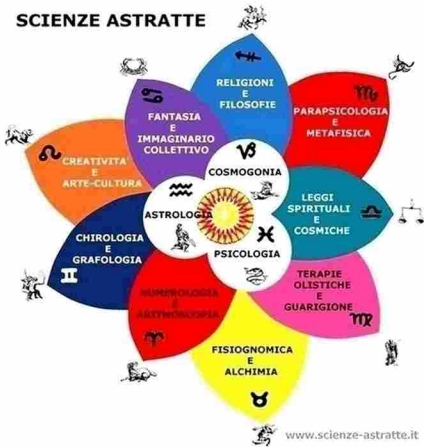 SCIENZE ASTRATTE
RELIGIONI
E
FILOSOFIE
FANTASIA
E
IMMAGINARIO
COLLETTIVO
PARAPSICOLOGIA
E
METAFISICA
CREATIVITA'
E
ARTE-CULTURA
COSMOGONIA
LEGGI
SPIRITUALI
E
COSMICHE
ASTROLOGIA
CHIROLOGIA
E
GRAFOLOGIA
PSICOLOGIA
TERAPIE
OLISTICHE
E
GUARIGIONE
NUMEROLOGIA
E
ARITMOSOFIA
FISIOGNOMICA
E
ALCHIMIA
www.scienze-astratte.it